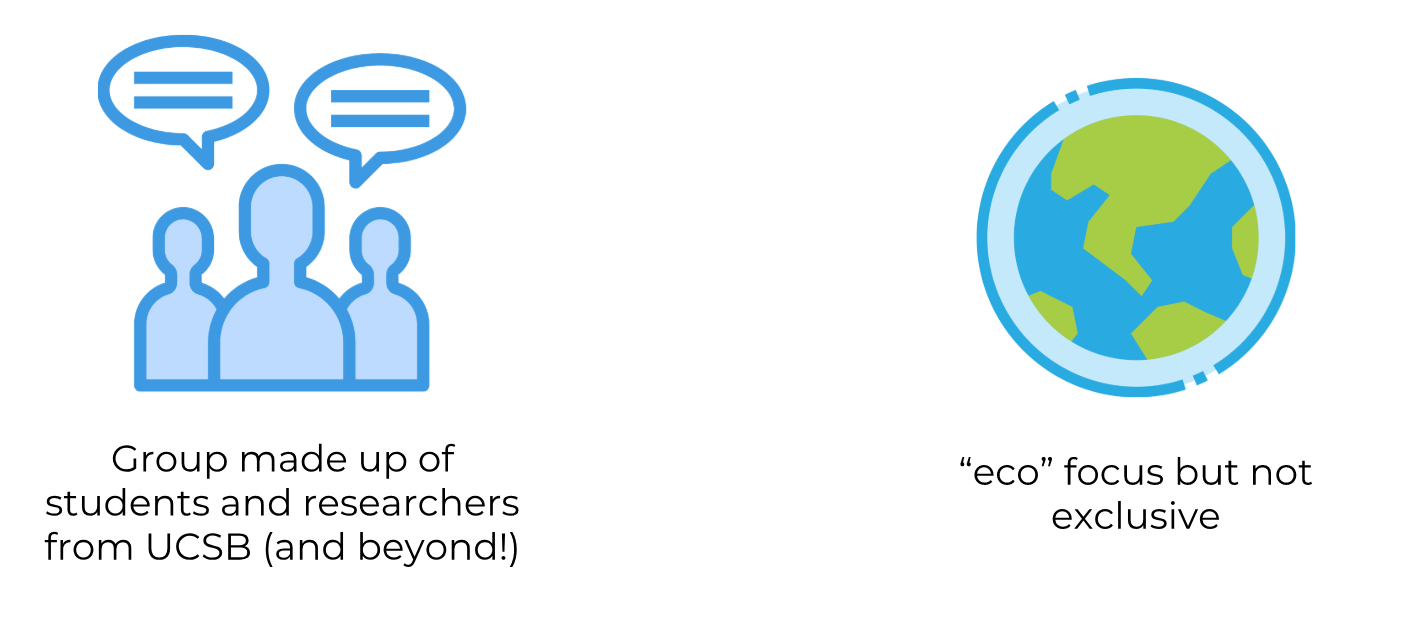 Group made up of
students and researchers
from UCSB (and beyond!)
“eco” focus but not
exclusive